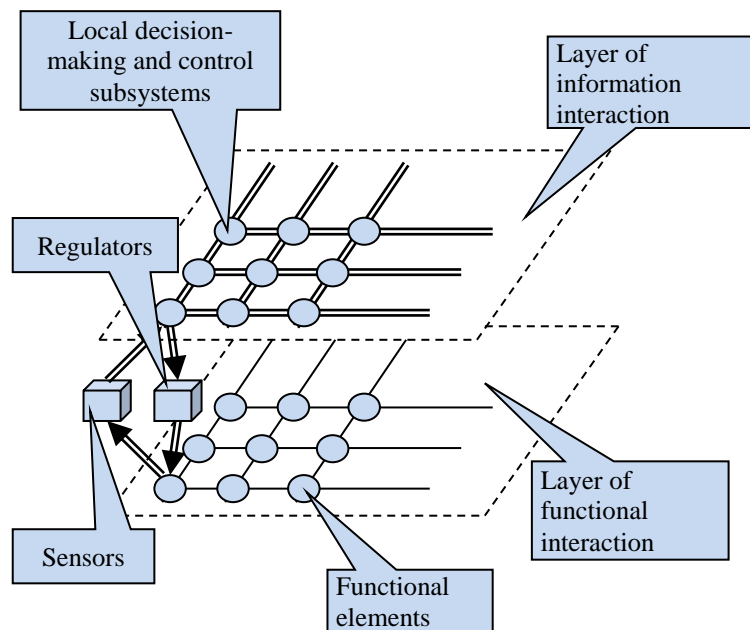 Local decision-
making and control
subsystems
Layer of
information
interaction
Regulators
Sensors
Layer of
functional
interaction
Functional
elements